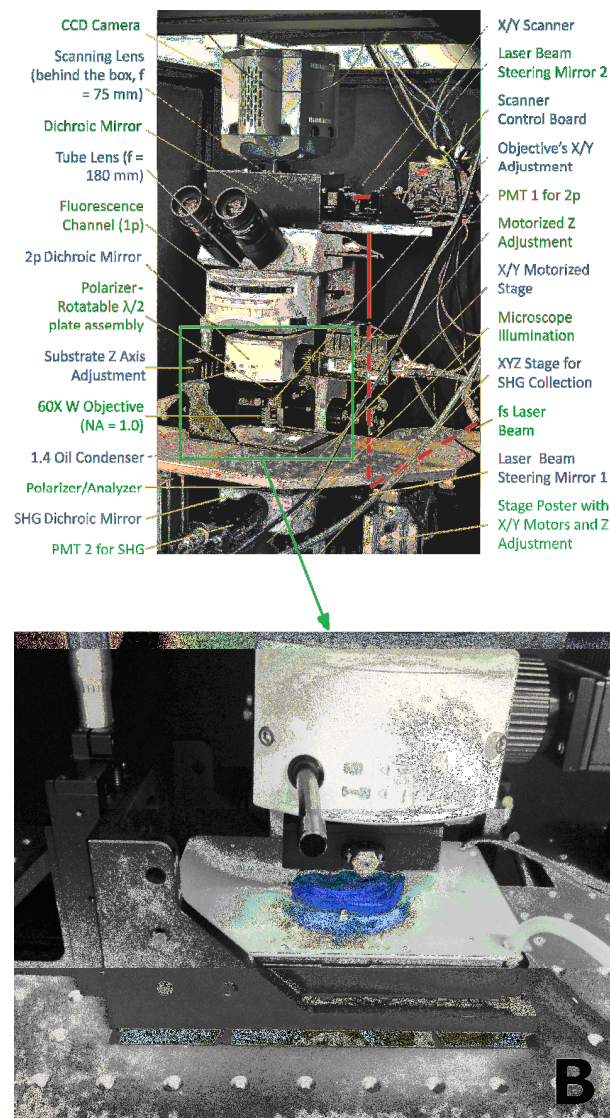 CCD Camera
Scanning Lens
(behind the box, f
= 75 mm)
Dichroic Mirror
Tube Lens (f =
180 mm)
Fluorescence
Channel (1p)
2p Dichroic Mirror
Polarizer-
Rotatable λ/2
plate assembly
Substrate Z Axis
Adjustment
60X W Objective
(NA = 1.0)
1.4 Oil Condenser
Polarizer/Analyzer
SHG Dichroic Mirror
PMT 2 for SHG
X/Y Scanner
Laser Beam
Steering Mirror 2
Scanner
Control Board
Objective's X/Y
Adjustment
PMT 1 for 2p
Motorized Z
Adjustment
X/Y Motorized
Stage
Microscope
Illumination
XYZ Stage for
SHG Collection
fs Laser
Beam
Laser Beam
Steering Mirror 1
Stage Poster with
X/Y Motors and Z
Adjustment
B